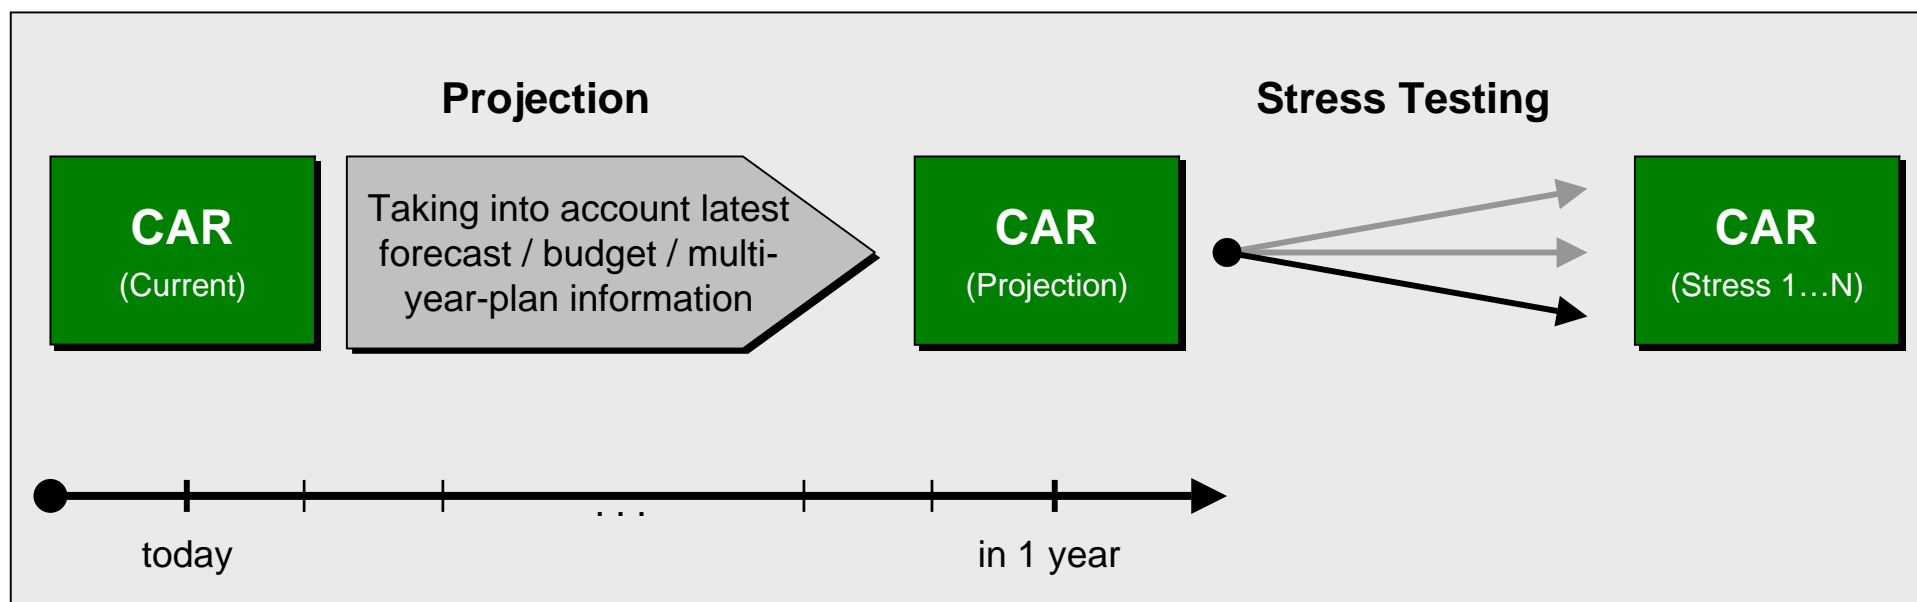 Projection
Stress Testing
CAR
(Current)
Taking into account latest
forecast / budget / multi-
year-plan information
CAR
(Projection)
CAR
(Stress 1…N)
. . .
today
in 1 year